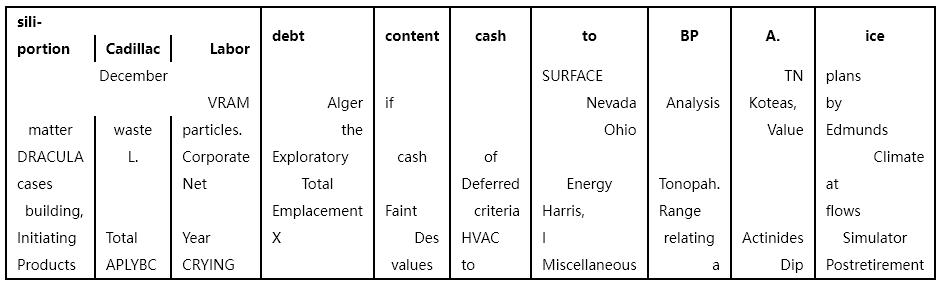 sili-
portion Cadillac Labor debt content cash to BP A. ice
December SURFACE TN plans
VRAM Alger if Nevada Analysis Koteas, by
matter waste particles. the Ohio Value Edmunds
DRACULA L. Corporate Exploratory cash of Climate
cases Net Total Deferred Energy Tonopah. at
building, Emplacement Faint criteria Harris, Range flows
Initiating Total Year X Des HVAC I relating Actinides Simulator
Products APLYBC CRYING values to Miscellaneous a Dip Postretirement